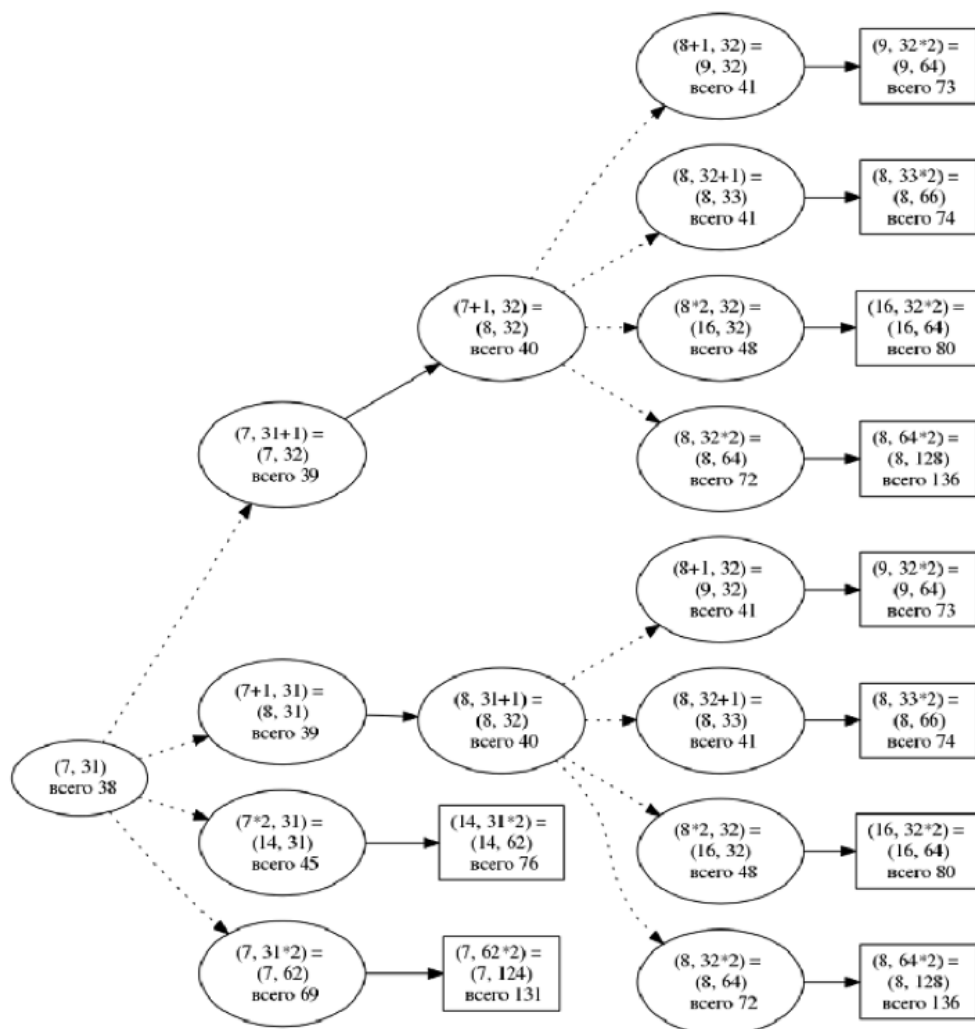 (8+1, 32) =
(9, 32)
всего 41
(9, 32*2) =
(9, 64)
всего 73
(8, 32+1) =
(8, 33)
всего 41
(8, 33*2) =
(8, 66)
всего 74
(7+1, 32) =
(8, 32)
всего 40
(8*2, 32) =
(16, 32)
всего 48
(16, 32*2) =
(16, 64)
всего 80
(7, 31+1) =
(7, 32)
всего 39
(8, 32*2) =
(8, 64)
всего 72
(8, 64*2) =
(8, 128)
всего 136
(8+1, 32) =
(9, 32)
всего 41
(9, 32*2) =
(9, 64)
всего 73
(7, 31)
всего 38
(7+1, 31) =
(8, 31)
всего 39
(8, 31+1) =
(8, 32)
всего 40
(8, 32+1) =
(8, 33)
всего 41
(8, 33*2) =
(8, 66)
всего 74
(7*2, 31) =
(14, 31)
всего 45
(14, 31*2) =
(14, 62)
всего 76
(8*2, 32) =
(16, 32)
всего 48
(16, 32*2) =
(16, 64)
всего 80
(7, 31*2) =
(7, 62)
всего 69
(7, 62*2) =
(7, 124)
всего 131
(8, 32*2) =
(8, 64)
всего 72
(8, 64*2) =
(8, 128)
всего 136